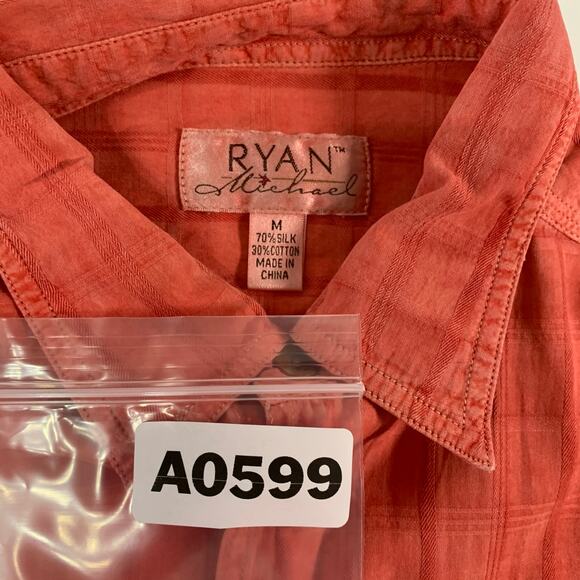 RYAN™
Michael
M
70%SILK
30%COTTON
MADE IN
CHINA
A0599